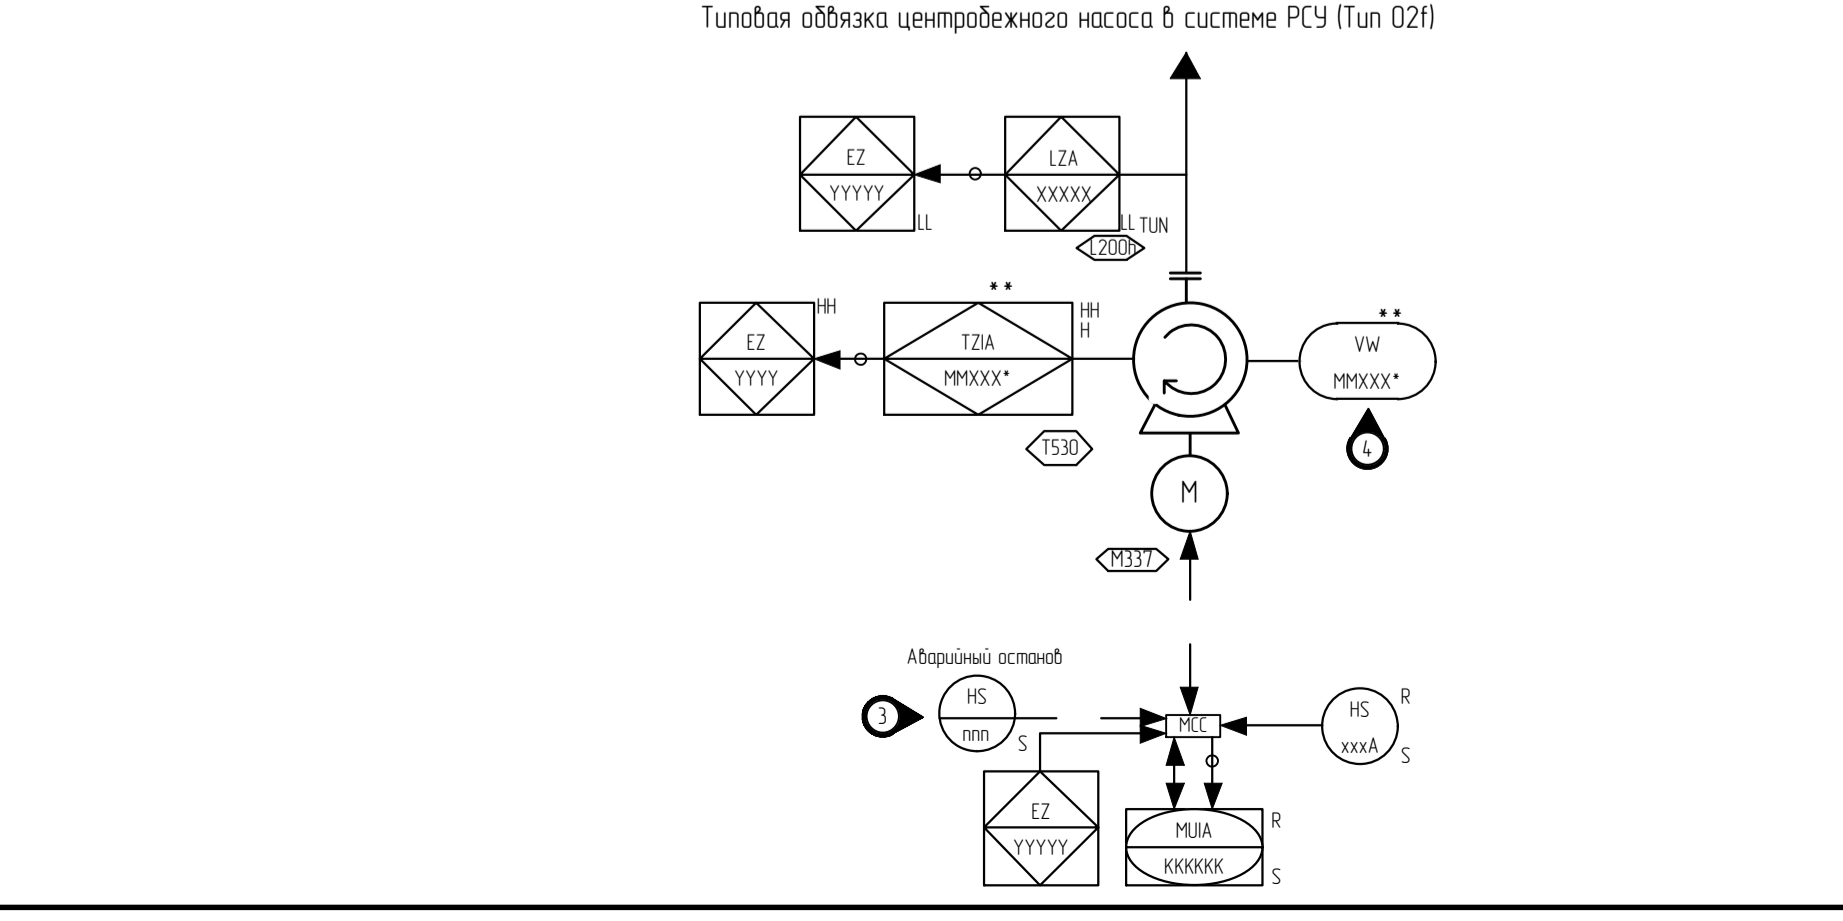 Типовая обвязка центробежного насоса в системе РСУ (Тип 02f)
EZ
YYYYY
LL
LZA
XXXXX
LL TUN
L200h
EZ
YYYY
HH
**
TZIA
MMXXX*
HH
H
T530
**
VW
MMXXX*
4
M
M337
Аварийный останов
3
HS
ппп
S
MCC
HS
xxxA
R
S
EZ
YYYYY
MUIA
KKKKKK
R
S